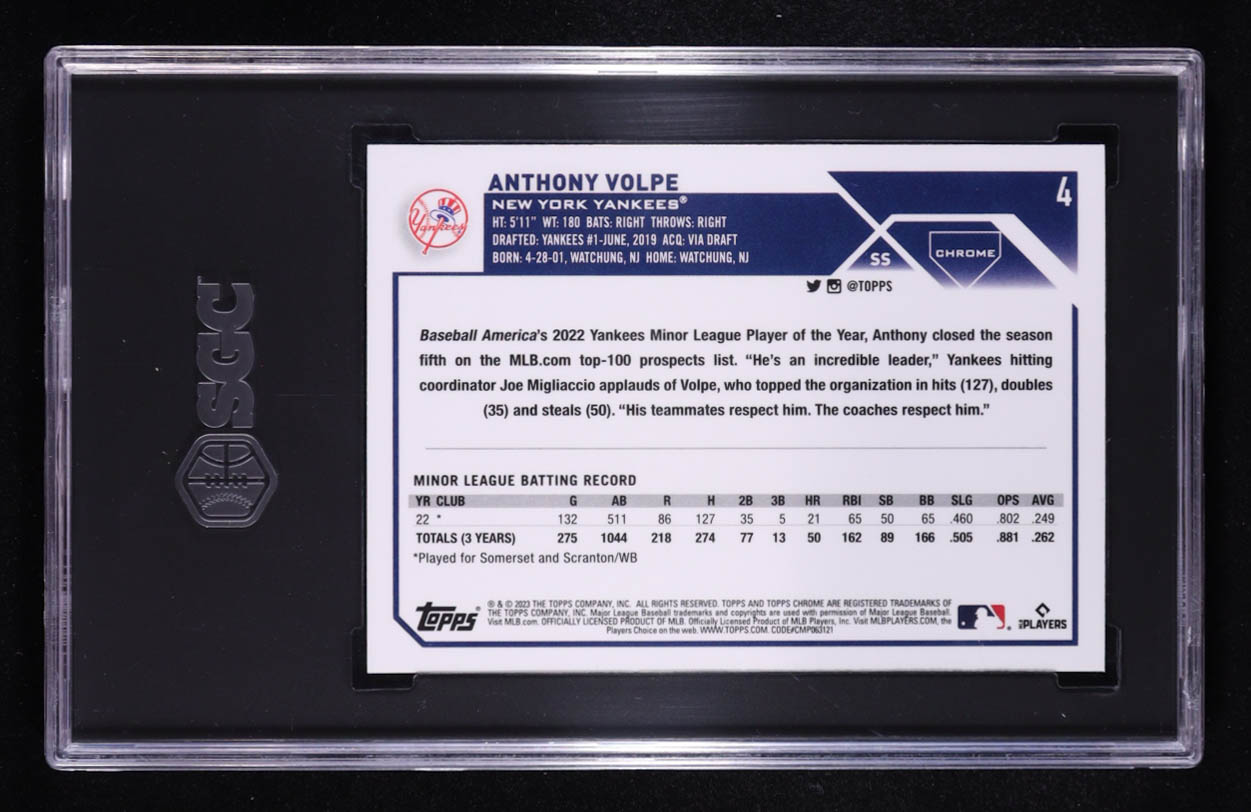 SGC
ANTHONY VOLPE
NEW YORK YANKEES®
HT: 5'11" WT: 180 BATS: RIGHT THROWS: RIGHT
DRAFTED: YANKEES #1-JUNE, 2019 ACQ: VIA DRAFT
BORN: 4-28-01, WATCHUNG, NJ HOME: WATCHUNG, NJ
Yankees
4
SS
CHROME
@TOPPS
Baseball America's 2022 Yankees Minor League Player of the Year, Anthony closed the season
fifth on the MLB.com top-100 prospects list. “He’s an incredible leader,” Yankees hitting
coordinator Joe Migliaccio applauds of Volpe, who topped the organization in hits (127), doubles
(35) and steals (50). “His teammates respect him. The coaches respect him.”
MINOR LEAGUE BATTING RECORD
YR CLUB G AB R H 2B 3B HR RBI SB BB SLG OPS AVG
22 * 132 511 86 127 35 5 21 65 50 65 .460 .802 .249
TOTALS (3 YEARS) 275 1044 218 274 77 13 50 162 89 166 .505 .881 .262
*Played for Somerset and Scranton/WB
Topps®
® & © 2023 THE TOPPS COMPANY, INC. ALL RIGHTS RESERVED. TOPPS AND TOPPS CHROME ARE REGISTERED TRADEMARKS OF
THE TOPPS COMPANY, INC. Major League Baseball trademarks and copyrights are used with permission of Major League Baseball.
Visit MLB.com. OFFICIALLY LICENSED PRODUCT OF MLB. Officially Licensed Product of MLB Players, Inc. Visit MLBPLAYERS.COM, the
Players Choice on the web. WWW.TOPPS.COM. CODE#CMP063121
PLAYERS